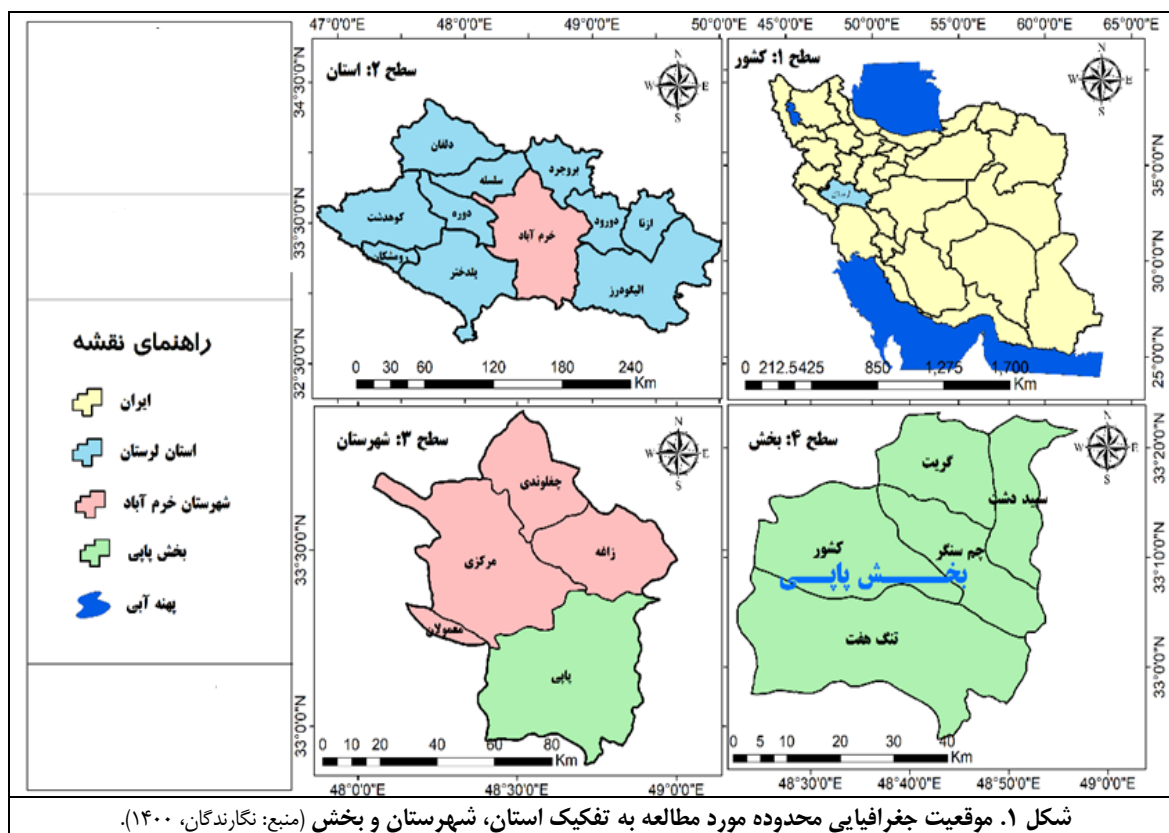 47°0'0"E 48°0'0"E 49°0'0"E 50°0'0"E
45°0'0"E 50°0'0"E 55°0'0"E 60°0'0"E 65°0'0"E
سطح ۱: کشور
N
W E
S
لرستان
35°0'0"N
30°0'0"N
25°0'0"N
0 212.5425 850 1,275 1,700
Km
سطح ۲: استان
N
W E
S
34°30'0"N
33°30'0"N
32°30'0"N
دلفان
سلسله
بروجرد
کوهدشت
دوره
خرم آباد
دورود
ازنا
رومشکان
پلدختر
الیگودرز
0 30 60 120 180 240
Km
راهنمای نقشه
ایران
استان لرستان
شهرستان خرم آباد
بخش پاپی
پهنه آبی
سطح ۳: شهرستان
N
W E
S
33°30'0"N
33°0'0"N
چغلوندی
زاغه
مرکزی
معمولان
پاپی
0 10 20 40 60 80
Km
48°0'0"E 48°30'0"E 49°0'0"E
سطح ۴: بخش
N
W E
S
33°20'0"N
33°10'0"N
33°0'0"N
گریت
سپید دشت
چم سنگر
کشور
بخش پاپی
تنگ هفت
0 5 10 20 30 40
Km
48°30'0"E 48°40'0"E 48°50'0"E 49°0'0"E
شکل ۱. موقعیت جغرافیایی محدوده مورد مطالعه به تفکیک استان، شهرستان و بخش (منبع: نگارندگان، ۱۴۰۰).